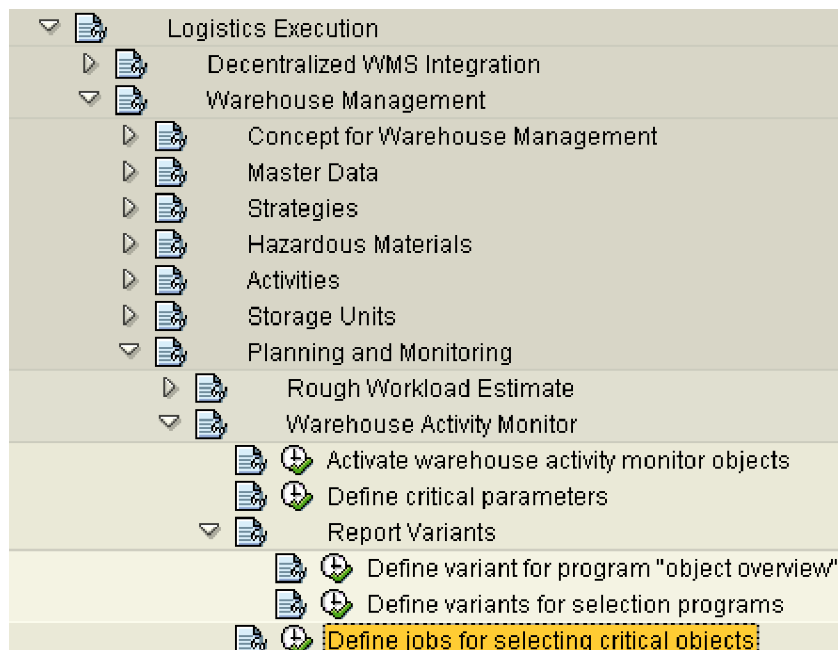 Logistics Execution
Decentralized WMS Integration
Warehouse Management
Concept for Warehouse Management
Master Data
Strategies
Hazardous Materials
Activities
Storage Units
Planning and Monitoring
Rough Workload Estimate
Warehouse Activity Monitor
Activate warehouse activity monitor objects
Define critical parameters
Report Variants
Define variant for program "object overview"
Define variants for selection programs
Define jobs for selecting critical objects